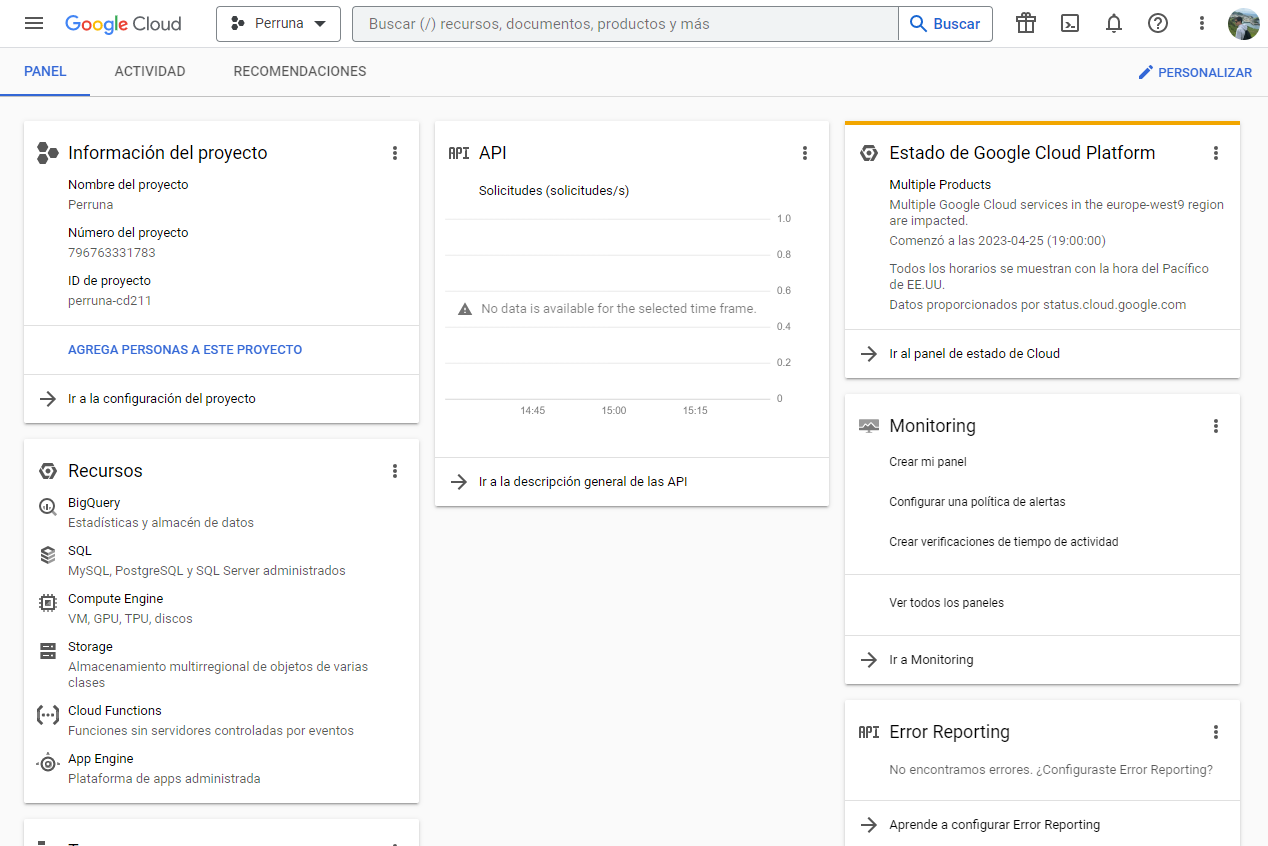 Google Cloud
Perruna
Buscar (/) recursos, documentos, productos y más
Buscar
PANEL
ACTIVIDAD
RECOMENDACIONES
PERSONALIZAR
Información del proyecto
Nombre del proyecto
Perruna
Número del proyecto
796763331783
ID de proyecto
perruna-cd211
AGREGA PERSONAS A ESTE PROYECTO
Ir a la configuración del proyecto
Recursos
BigQuery
Estadísticas y almacén de datos
SQL
MySQL, PostgreSQL y SQL Server administrados
Compute Engine
VM, GPU, TPU, discos
Storage
Almacenamiento multirregional de objetos de varias
clases
Cloud Functions
Funciones sin servidores controladas por eventos
App Engine
Plataforma de apps administrada
API API
Solicitudes (solicitudes/s)
1.0
0.8
0.6
No data is available for the selected time frame.
0.4
0.2
0
14:45 15:00 15:15
Ir a la descripción general de las API
Estado de Google Cloud Platform
Multiple Products
Multiple Google Cloud services in the europe-west9 region
are impacted.
Comenzó a las 2023-04-25 (19:00:00)
Todos los horarios se muestran con la hora del Pacífico
de EE.UU.
Datos proporcionados por status.cloud.google.com
Ir al panel de estado de Cloud
Monitoring
Crear mi panel
Configurar una política de alertas
Crear verificaciones de tiempo de actividad
Ver todos los paneles
Ir a Monitoring
API Error Reporting
No encontramos errores. ¿Configuraste Error Reporting?
Aprende a configurar Error Reporting